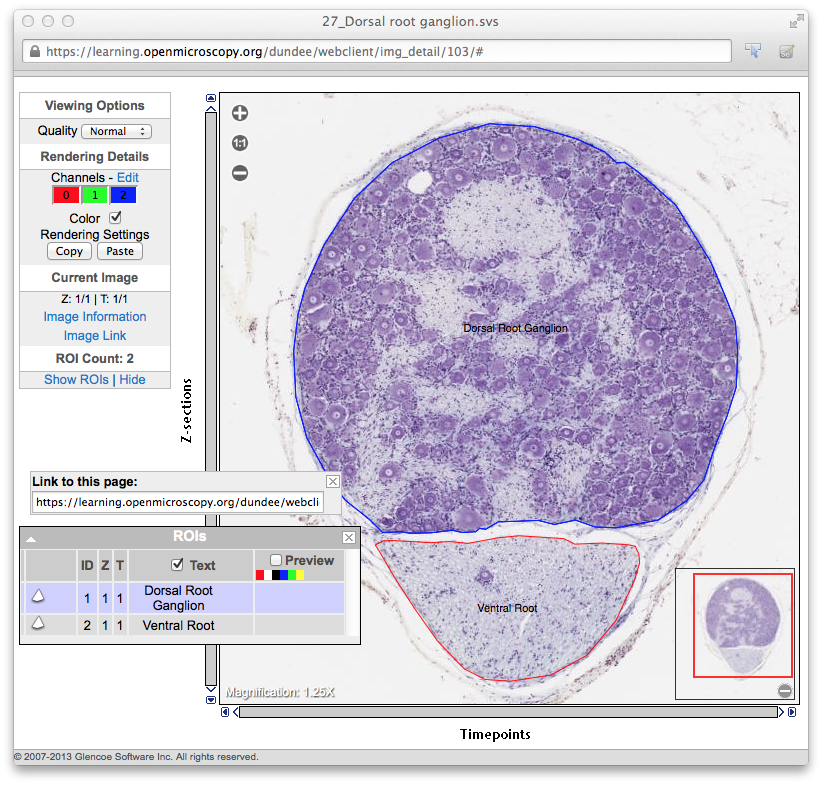 27_Dorsal root ganglion.svs
https://learning.openmicroscopy.org/dundee/webclient/img_detail/103/#
Viewing Options
Quality Normal
Rendering Details
Channels - Edit
0 1 2
Color
Rendering Settings
Copy Paste
Current Image
Z: 1/1 | T: 1/1
Image Information
Image Link
ROI Count: 2
Show ROIs | Hide
Z-sections
1:1
Dorsal Root Ganglion
Ventral Root
Magnification: 1.25X
Link to this page:
https://learning.openmicroscopy.org/dundee/webcli
ROIs
ID Z T Text Preview
1 1 1 Dorsal Root
Ganglion
2 1 1 Ventral Root
Timepoints
© 2007-2013 Glencoe Software Inc. All rights reserved.